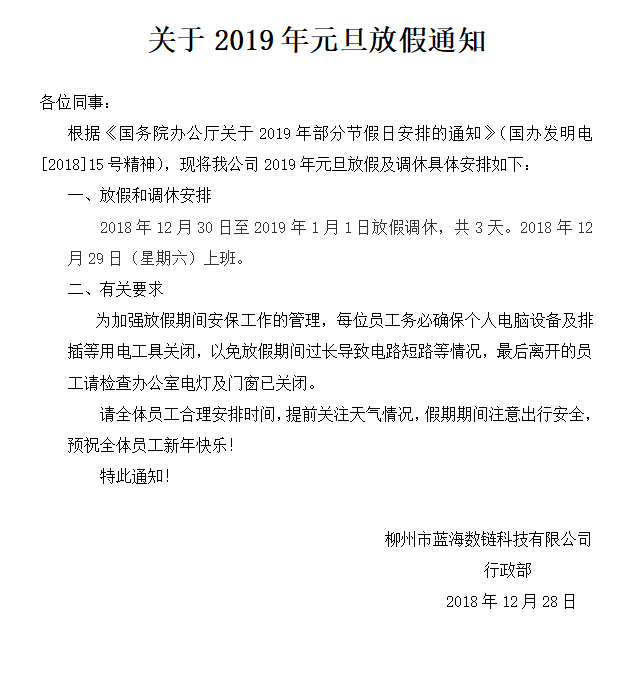 关于 2019 年元旦放假通知
各位同事：
根据《国务院办公厅关于 2019 年部分节假日安排的通知》（国办发明电
[2018]15 号精神），现将我公司 2019 年元旦放假及调休具体安排如下：
一、放假和调休安排
2018 年 12 月 30 日至 2019 年 1 月 1 日放假调休，共 3 天。2018 年 12
月 29 日（星期六）上班。
二、有关要求
为加强放假期间安保工作的管理，每位员工务必确保个人电脑设备及排
插等用电工具关闭，以免放假期间过长导致电路短路等情况，最后离开的员
工请检查办公室电灯及门窗已关闭。
请全体员工合理安排时间，提前关注天气情况，假期期间注意出行安全，
预祝全体员工新年快乐！
特此通知！
柳州市蓝海数链科技有限公司
行政部
2018 年 12 月 28 日